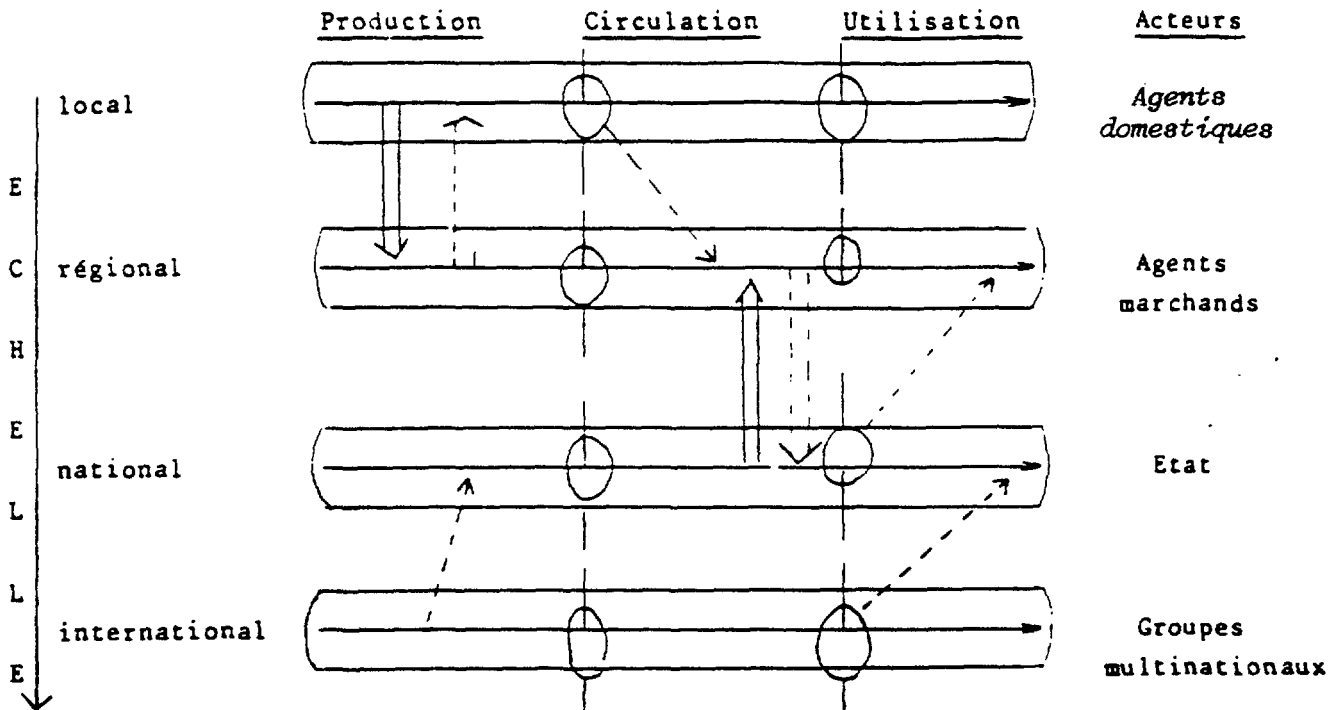 Production Circulation Utilisation Acteurs
local
Agents
domestiques
régional
Agents
marchands
national
Etat
international
Groupes
multinationaux
E
C
H
E
L
L
E